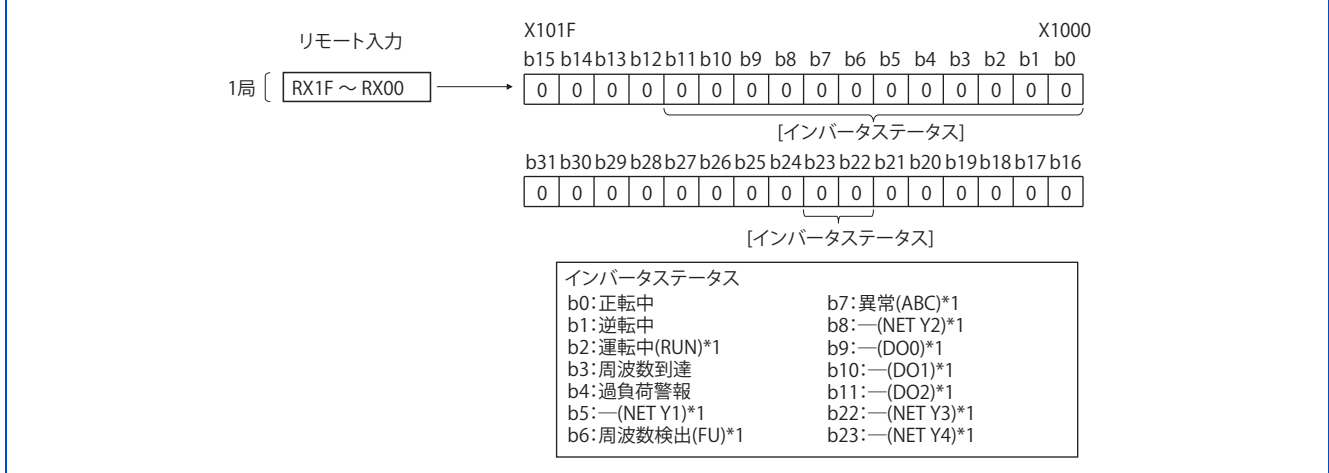 リモート入力
X101F X1000
b15 b14 b13 b12 b11 b10 b9 b8 b7 b6 b5 b4 b3 b2 b1 b0
1局 RX1F ～ RX00 0 0 0 0 0 0 0 0 0 0 0 0 0 0 0 0
[インバータステータス]
b31 b30 b29 b28 b27 b26 b25 b24 b23 b22 b21 b20 b19 b18 b17 b16
0 0 0 0 0 0 0 0 0 0 0 0 0 0 0 0
[インバータステータス]
インバータステータス
b0：正転中
b1：逆転中
b2：運転中(RUN)*1
b3：周波数到達
b4：過負荷警報
b5：―(NET Y1)*1
b6：周波数検出(FU)*1
b7：異常(ABC)*1
b8：―(NET Y2)*1
b9：―(DO0)*1
b10：―(DO1)*1
b11：―(DO2)*1
b22：―(NET Y3)*1
b23：―(NET Y4)*1